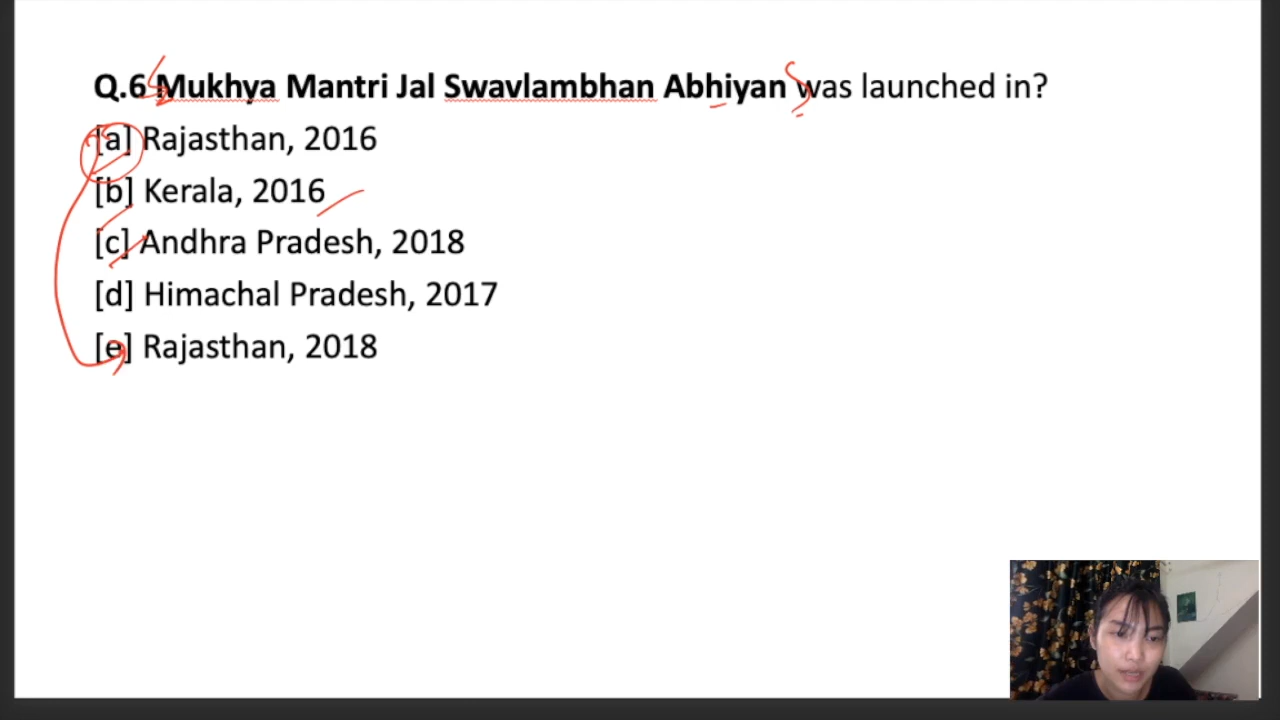 Q.6 Mukhya Mantri Jal Swavlambhan Abhiyan was launched in?
[a] Rajasthan, 2016
[b] Kerala, 2016
[c] Andhra Pradesh, 2018
[d] Himachal Pradesh, 2017
[e] Rajasthan, 2018